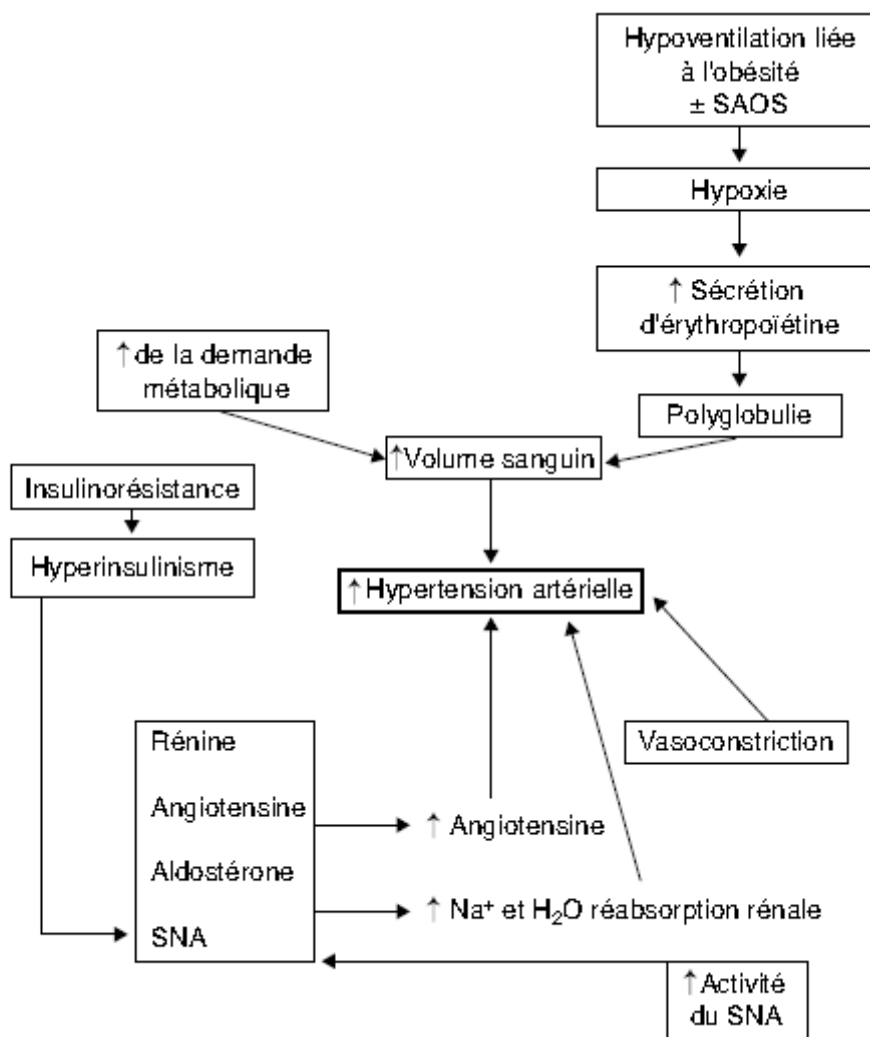 Hypoventilation liée
à l'obésité
± SAOS
Hypoxie
↑ Sécrétion
d'érythropoïétine
↑ de la demande
métabolique
Polyglobulie
↑Volume sanguin
Insulinorésistance
Hyperinsulinisme
↑Hypertension artérielle
Rénine
Vasoconstriction
Angiotensine
↑ Angiotensine
Aldostérone
↑ Na⁺ et H₂O réabsorption rénale
SNA
↑Activité
du SNA